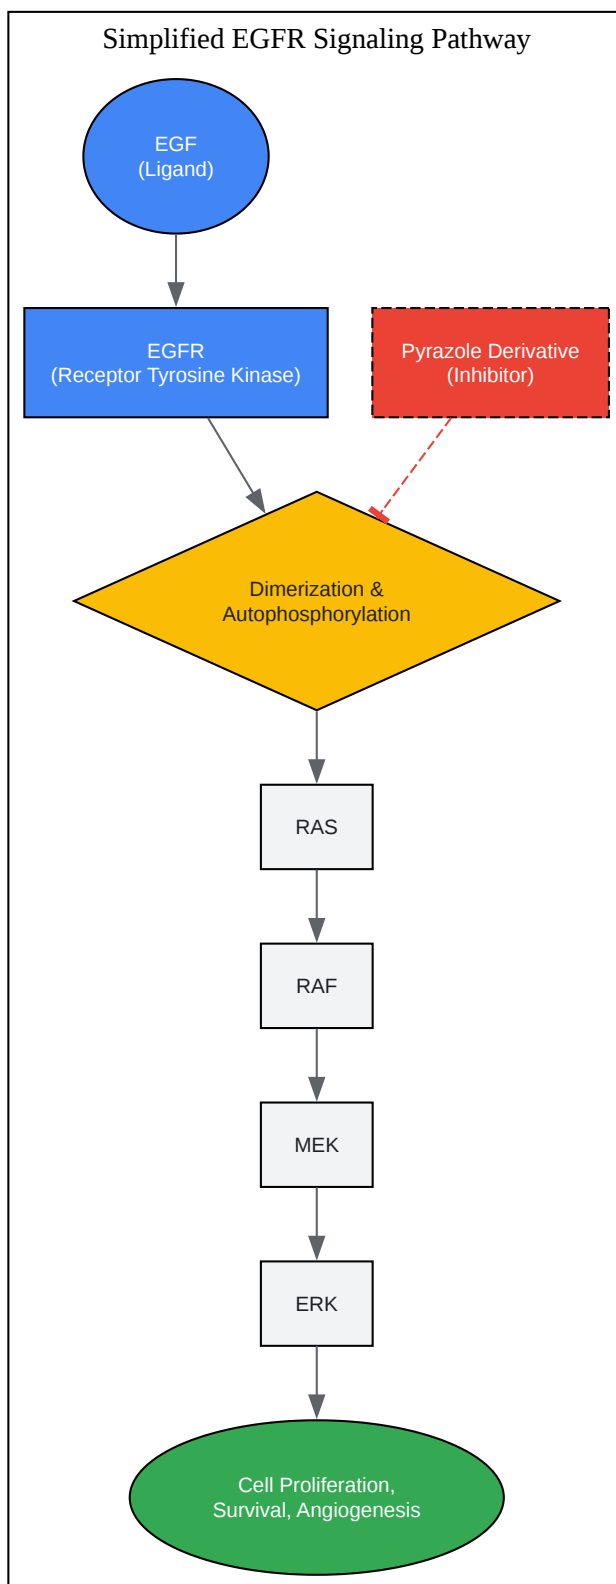 Simplified EGFR Signaling Pathway
EGF
(Ligand)
EGFR
(Receptor Tyrosine Kinase)
Pyrazole Derivative
(Inhibitor)
Dimerization &
Autophosphorylation
RAS
RAF
MEK
ERK
Cell Proliferation,
Survival, Angiogenesis